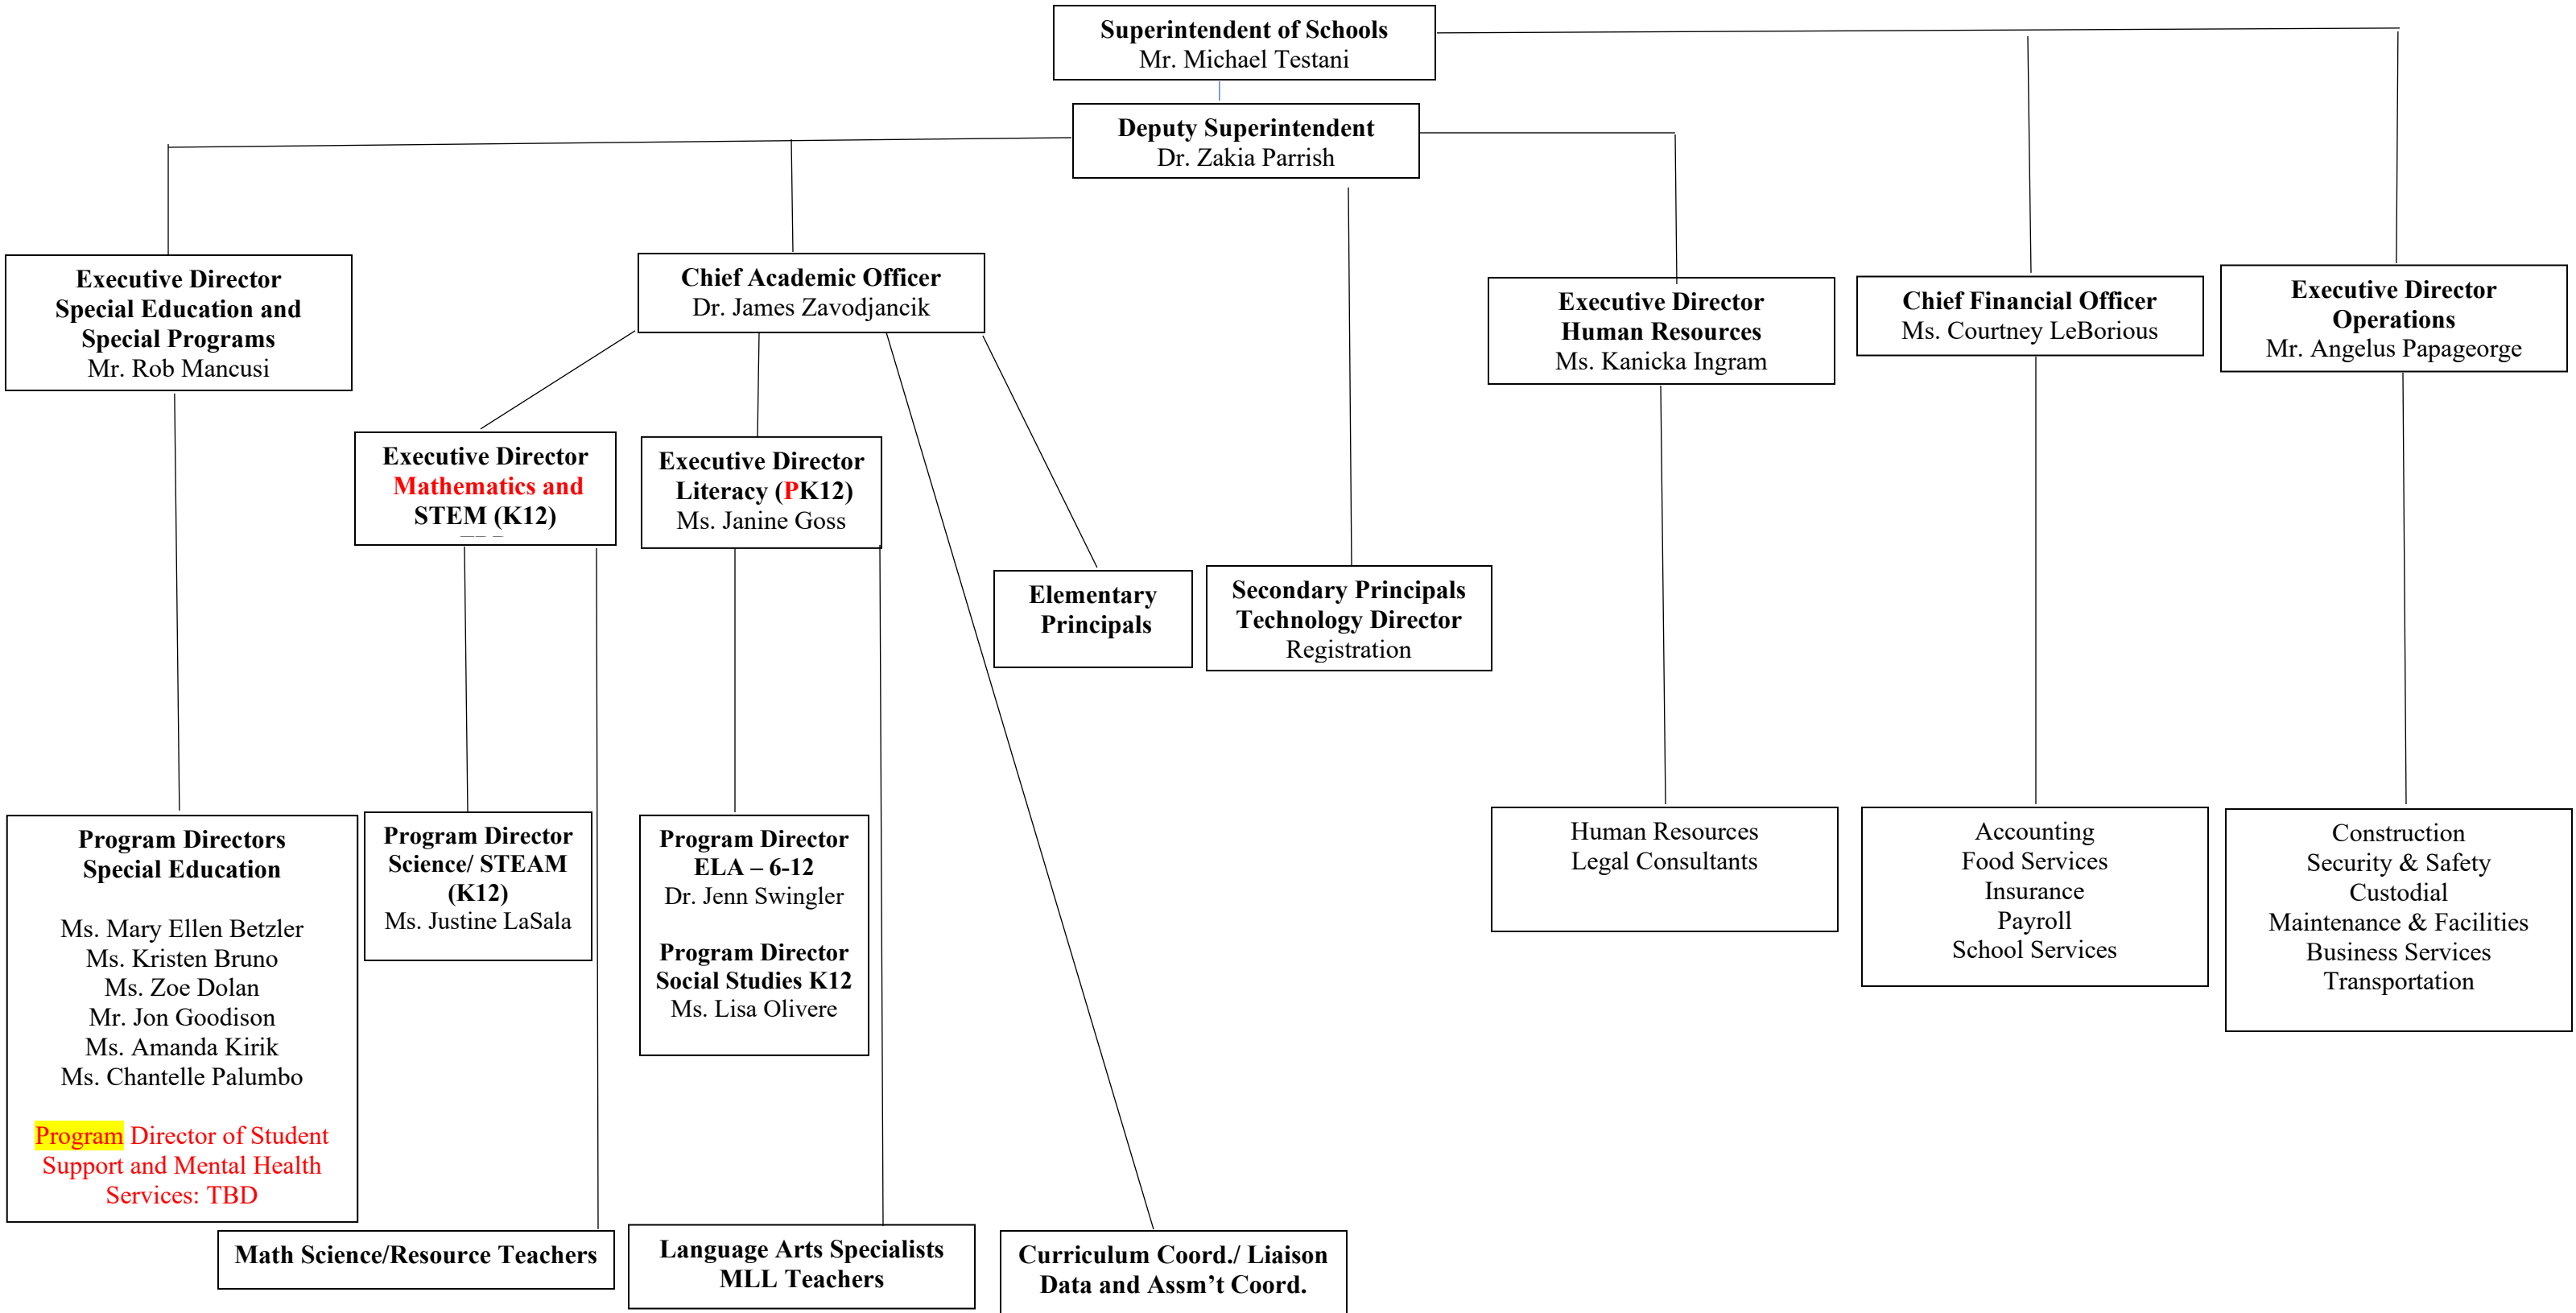 Superintendent of Schools
Mr. Michael Testani
Deputy Superintendent
Dr. Zakia Parrish
Executive Director
Special Education and
Special Programs
Mr. Rob Mancusi
Chief Academic Officer
Dr. James Zavodjancik
Executive Director
Human Resources
Ms. Kanicka Ingram
Chief Financial Officer
Ms. Courtney LeBorious
Executive Director
Operations
Mr. Angelus Papageorge
Executive Director
Mathematics and
STEM (K12)
Executive Director
Literacy (PK12)
Ms. Janine Goss
Elementary
Principals
Secondary Principals
Technology Director
Registration
Program Directors
Special Education
Ms. Mary Ellen Betzler
Ms. Kristen Bruno
Ms. Zoe Dolan
Mr. Jon Goodison
Ms. Amanda Kirik
Ms. Chantelle Palumbo
Program Director of Student
Support and Mental Health
Services: TBD
Program Director
Science/ STEAM
(K12)
Ms. Justine LaSala
Program Director
ELA – 6-12
Dr. Jenn Swingler
Program Director
Social Studies K12
Ms. Lisa Olivere
Human Resources
Legal Consultants
Accounting
Food Services
Insurance
Payroll
School Services
Construction
Security & Safety
Custodial
Maintenance & Facilities
Business Services
Transportation
Math Science/Resource Teachers
Language Arts Specialists
MLL Teachers
Curriculum Coord./ Liaison
Data and Assm’t Coord.